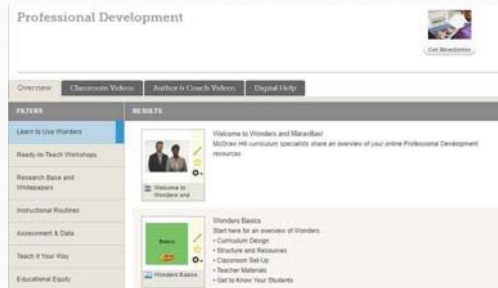 Professional Development
Get Newsletter
Overview
Classroom Videos
Author & Coach Videos
Digital Help
FILTERS
RESULTS
Learn to Use Wonders
Ready-to-Teach Workshops
Research Base and
Whitepapers
Instructional Routines
Assessment & Data
Teach It Your Way
Educational Equity
Welcome to Wonders and Maravillas!
McGraw Hill curriculum specialists share an overview of your online Professional Development
resources.
Welcome to
Wonders and
Wonders Basics
Start here for an overview of Wonders.
• Curriculum Design
• Structure and Resources
• Classroom Set-Up
• Teacher Materials
• Get to Know Your Students
Basics
Wonders Basics